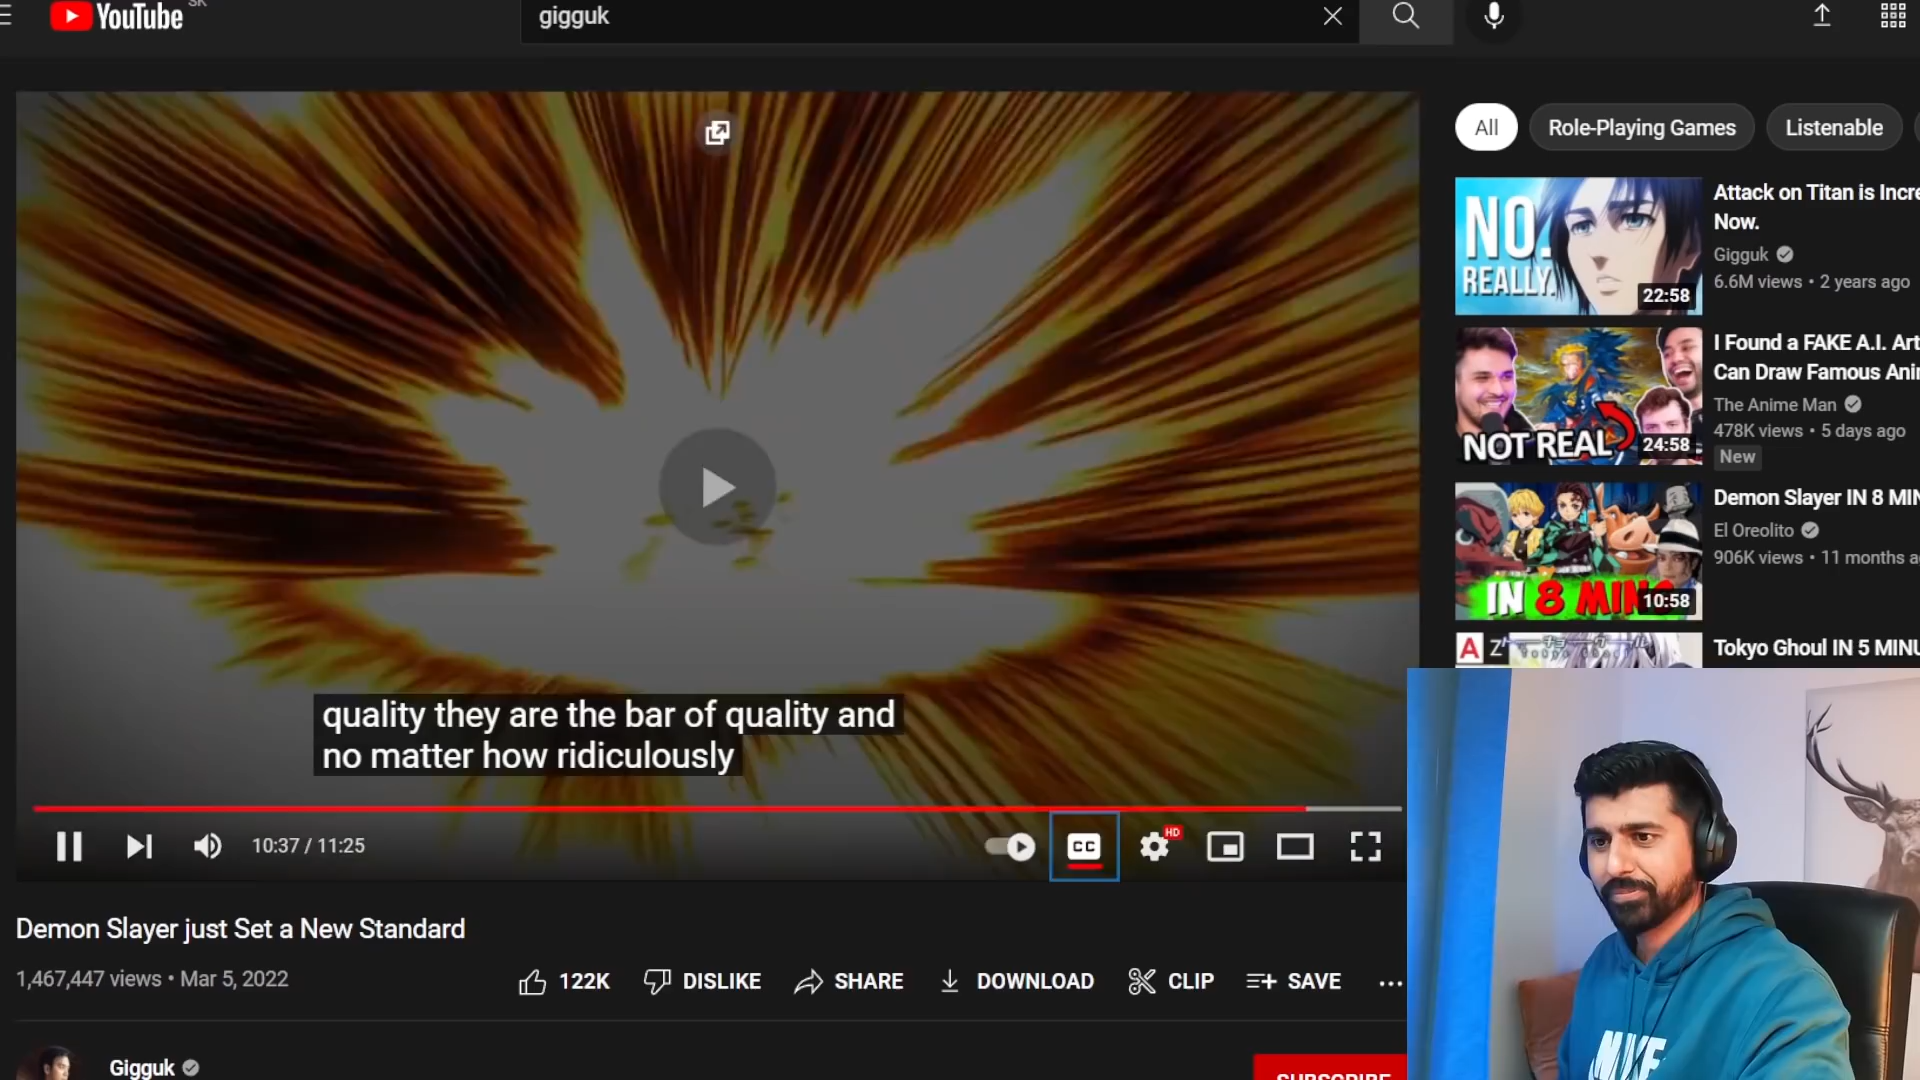 YouTube SK
gigguk
All
Role-Playing Games
Listenable
NO.
REALLY.
22:58
Attack on Titan is Incre
Now.
Gigguk
6.6M views • 2 years ago
NOT REAL
24:58
I Found a FAKE A.I. Art
Can Draw Famous Ani
The Anime Man
478K views • 5 days ago
New
IN 8 MIN
10:58
Demon Slayer IN 8 MIN
El Oreolito
906K views • 11 months a
A
Tokyo Ghoul IN 5 MINU
quality they are the bar of quality and
no matter how ridiculously
10:37 / 11:25
CC
HD
Demon Slayer just Set a New Standard
1,467,447 views • Mar 5, 2022
122K
DISLIKE
SHARE
DOWNLOAD
CLIP
SAVE
Gigguk
SUBSCRIBE
NIKE